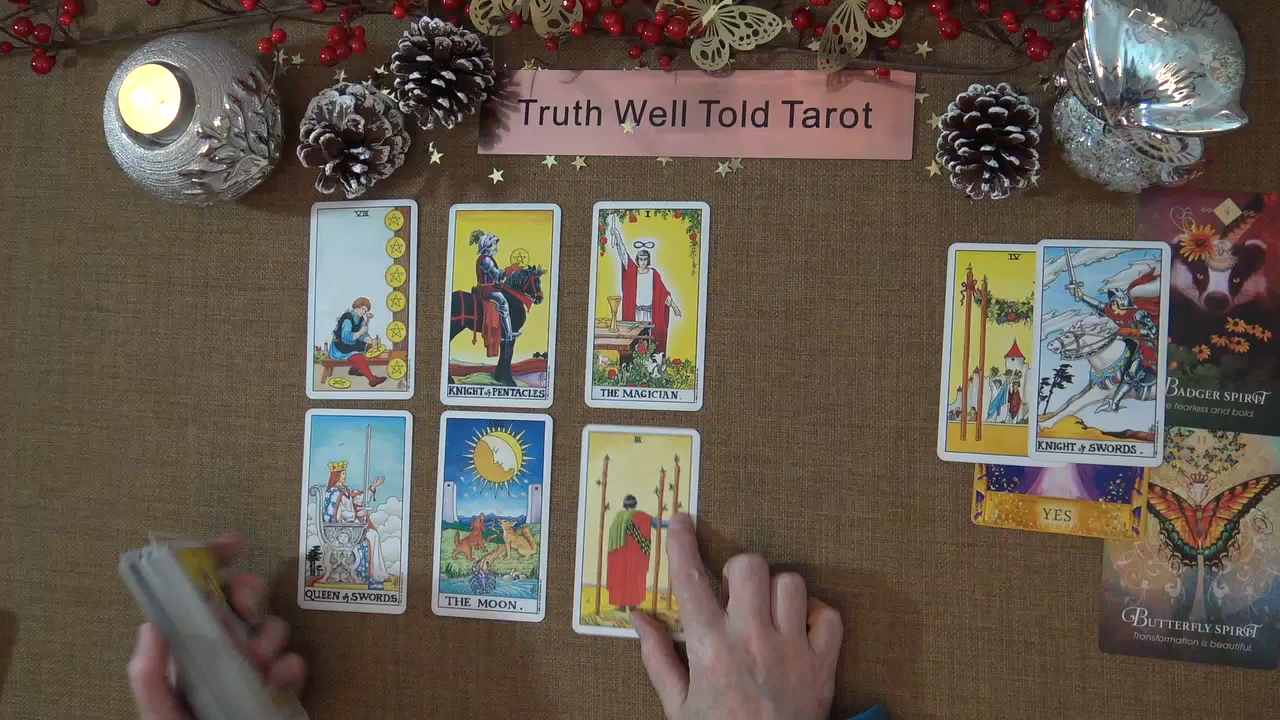 Truth Well Told Tarot
VIII
KNIGHT of PENTACLES
I
THE MAGICIAN.
QUEEN of SWORDS
THE MOON.
III
IV
KNIGHT of SWORDS.
YES
BADGER SPIRIT
e fearless and bold.
11
BUTTERFLY SPIRIT
Transformation is beautiful.